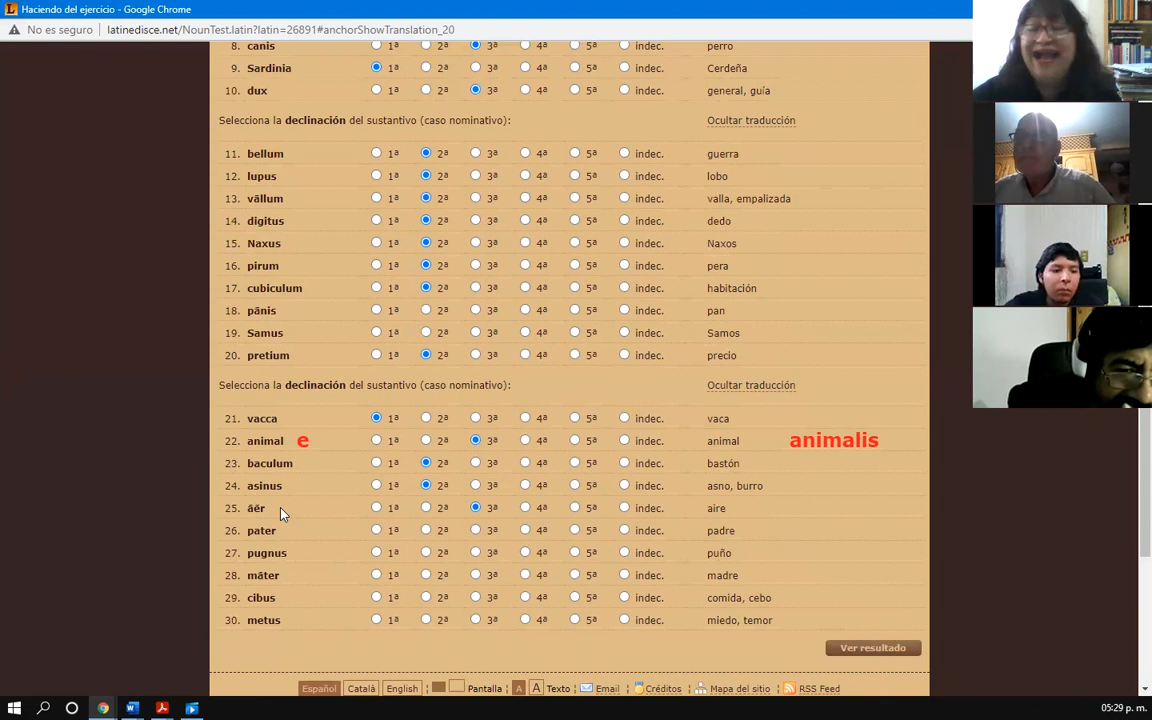 Haciendo del ejercicio - Google Chrome
No es seguro latinedisce.net/NounTest.latin?latin=26891#anchorShowTranslation_20
8. canis 1ª 2ª 3ª 4ª 5ª indec. perro
9. Sardinia 1ª 2ª 3ª 4ª 5ª indec. Cerdeña
10. dux 1ª 2ª 3ª 4ª 5ª indec. general, guía
Selecciona la declinación del sustantivo (caso nominativo): Ocultar traducción
11. bellum 1ª 2ª 3ª 4ª 5ª indec. guerra
12. lupus 1ª 2ª 3ª 4ª 5ª indec. lobo
13. vāllum 1ª 2ª 3ª 4ª 5ª indec. valla, empalizada
14. digitus 1ª 2ª 3ª 4ª 5ª indec. dedo
15. Naxus 1ª 2ª 3ª 4ª 5ª indec. Naxos
16. pirum 1ª 2ª 3ª 4ª 5ª indec. pera
17. cubiculum 1ª 2ª 3ª 4ª 5ª indec. habitación
18. pānis 1ª 2ª 3ª 4ª 5ª indec. pan
19. Samus 1ª 2ª 3ª 4ª 5ª indec. Samos
20. pretium 1ª 2ª 3ª 4ª 5ª indec. precio
Selecciona la declinación del sustantivo (caso nominativo): Ocultar traducción
21. vacca 1ª 2ª 3ª 4ª 5ª indec. vaca
22. animal e 1ª 2ª 3ª 4ª 5ª indec. animal animalis
23. baculum 1ª 2ª 3ª 4ª 5ª indec. bastón
24. asinus 1ª 2ª 3ª 4ª 5ª indec. asno, burro
25. āēr 1ª 2ª 3ª 4ª 5ª indec. aire
26. pater 1ª 2ª 3ª 4ª 5ª indec. padre
27. pugnus 1ª 2ª 3ª 4ª 5ª indec. puño
28. māter 1ª 2ª 3ª 4ª 5ª indec. madre
29. cibus 1ª 2ª 3ª 4ª 5ª indec. comida, cebo
30. metus 1ª 2ª 3ª 4ª 5ª indec. miedo, temor
Ver resultado
Español Català English Pantalla A A Texto Email Créditos Mapa del sitio RSS Feed
05:29 p. m.